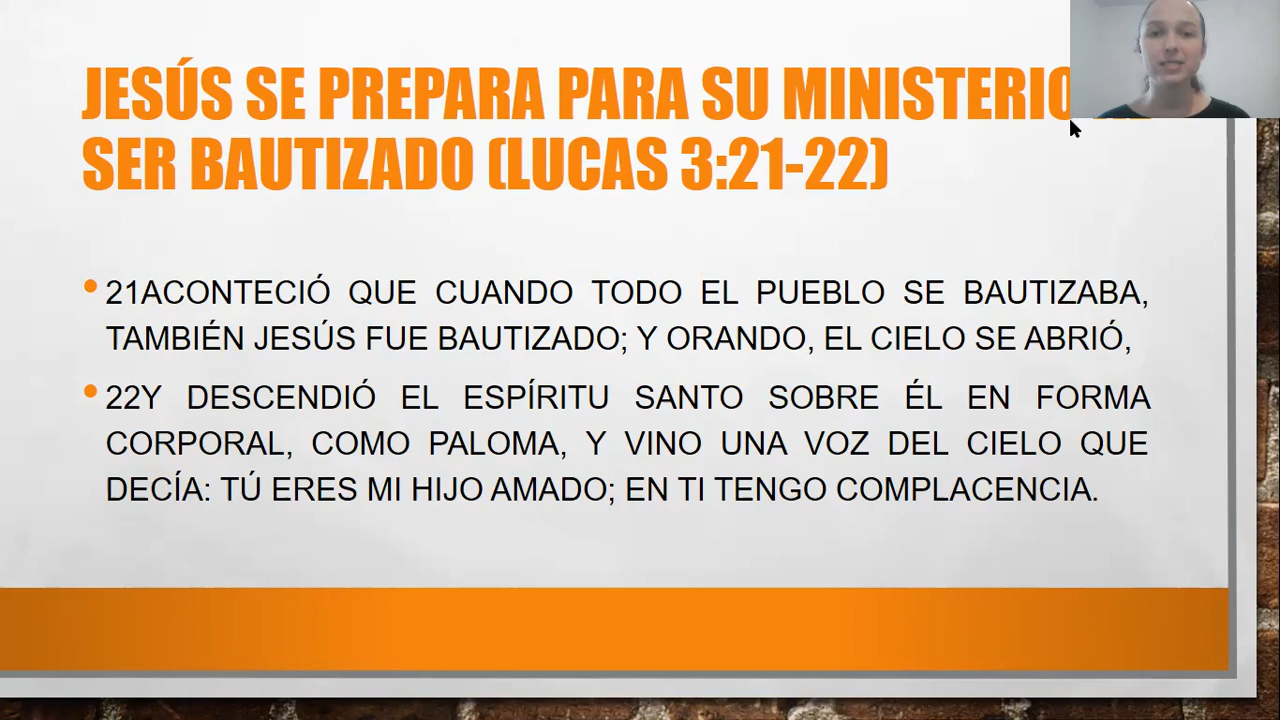 JESÚS SE PREPARA PARA SU MINISTERIO
SER BAUTIZADO (LUCAS 3:21-22)
• 21ACONTECIÓ QUE CUANDO TODO EL PUEBLO SE BAUTIZABA,
TAMBIÉN JESÚS FUE BAUTIZADO; Y ORANDO, EL CIELO SE ABRIÓ,
• 22Y DESCENDIÓ EL ESPÍRITU SANTO SOBRE ÉL EN FORMA
CORPORAL, COMO PALOMA, Y VINO UNA VOZ DEL CIELO QUE
DECÍA: TÚ ERES MI HIJO AMADO; EN TI TENGO COMPLACENCIA.